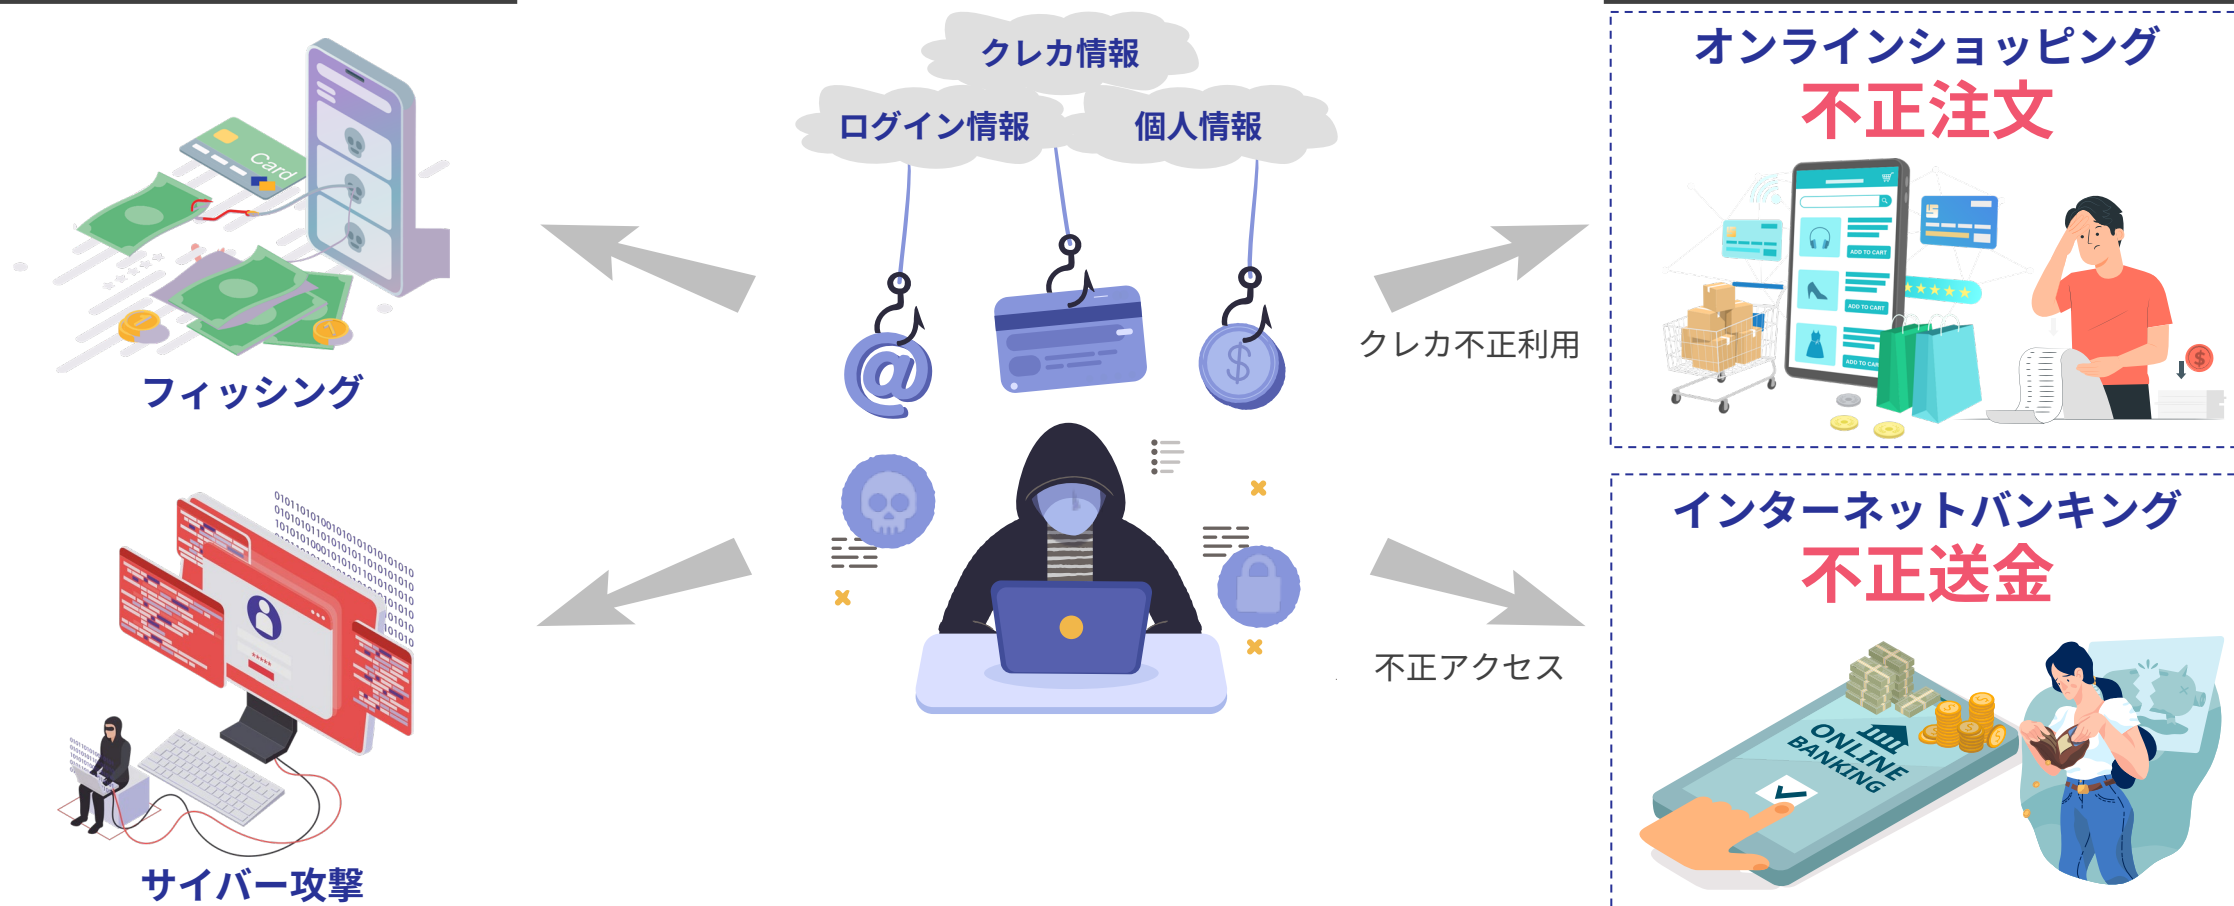 クレカ情報
ログイン情報
個人情報
Card
フィッシング
サイバー攻撃
クレカ不正利用
不正アクセス
オンラインショッピング
不正注文
ADD TO CART
ADD TO CART
ADD TO CAR
インターネットバンキング
不正送金
ONLINE
BANKING